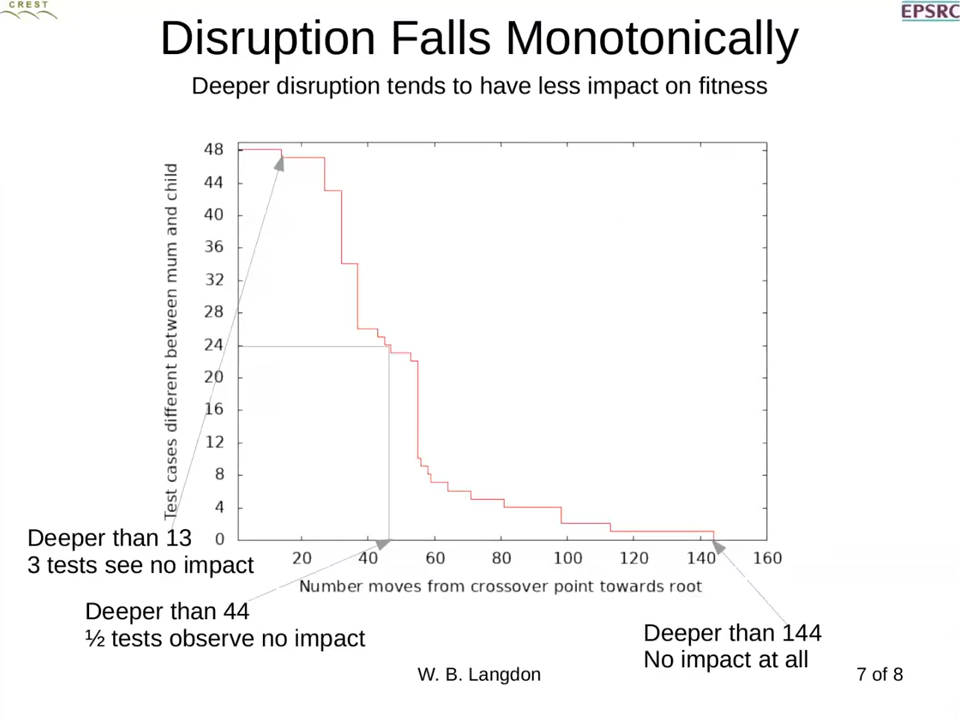 CREST
EPSRC
Disruption Falls Monotonically
Deeper disruption tends to have less impact on fitness
Test cases different between mum and child
48
44
40
36
32
28
24
20
16
12
8
4
0
20 40 60 80 100 120 140 160
Number moves from crossover point towards root
Deeper than 13
3 tests see no impact
Deeper than 44
½ tests observe no impact
Deeper than 144
No impact at all
W. B. Langdon
7 of 8